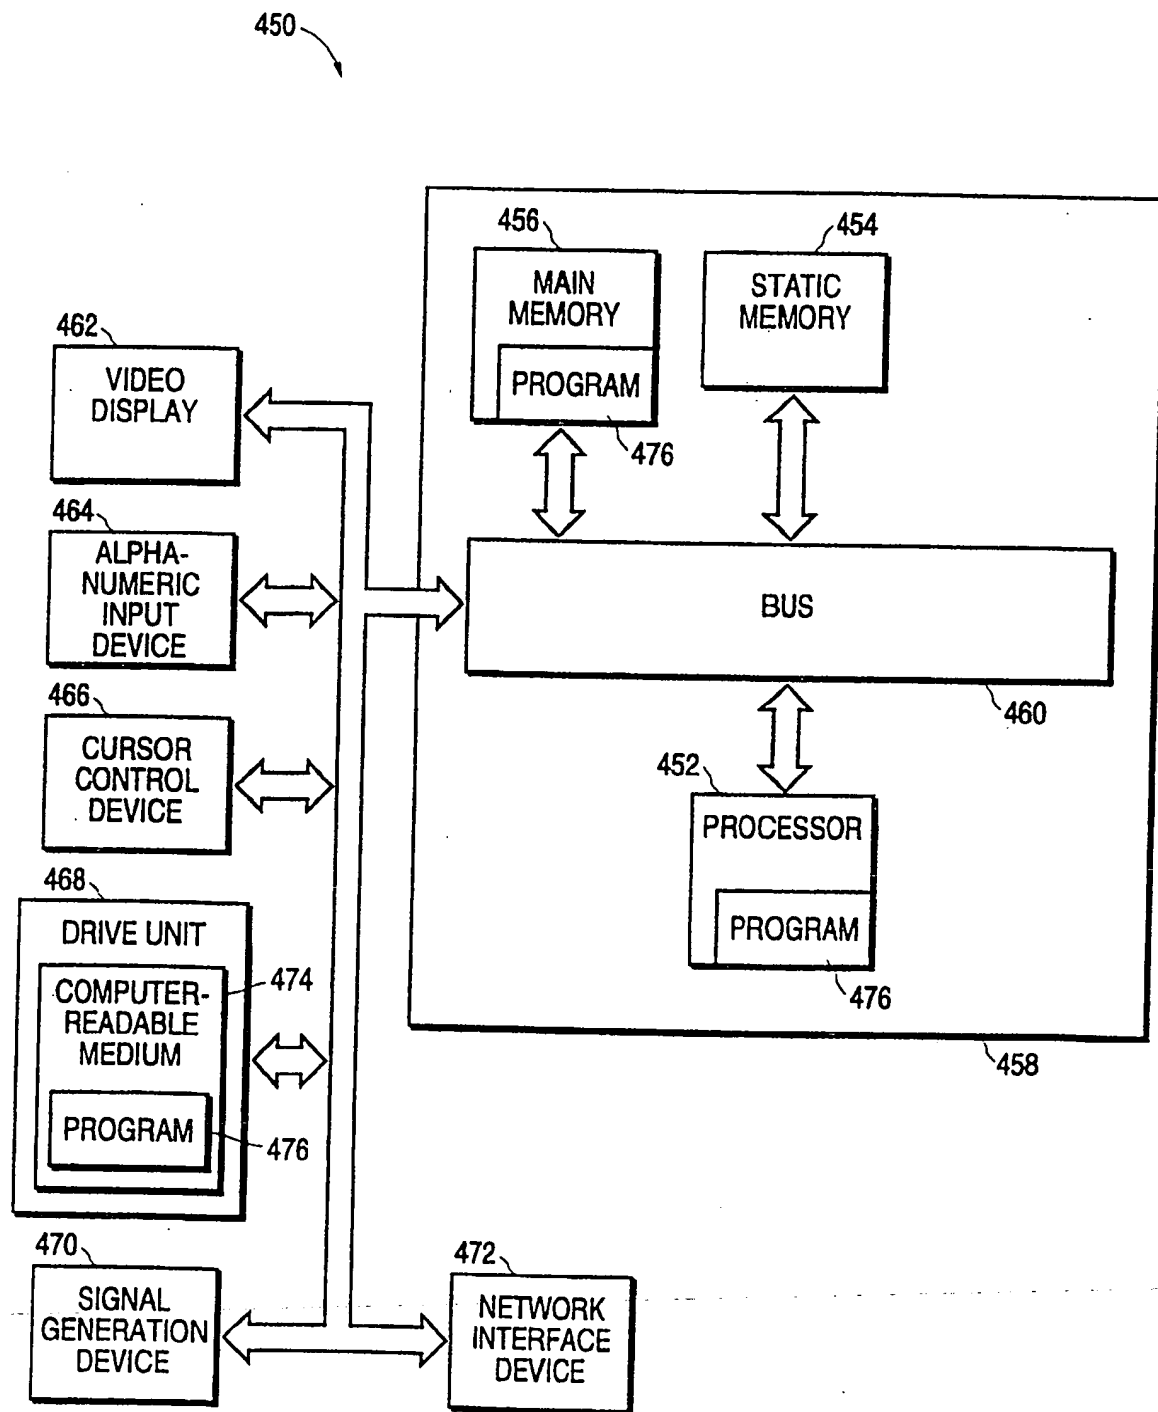 450
456
MAIN
MEMORY
PROGRAM
476
454
STATIC
MEMORY
462
VIDEO
DISPLAY
464
ALPHA-
NUMERIC
INPUT
DEVICE
BUS
460
466
CURSOR
CONTROL
DEVICE
452
PROCESSOR
PROGRAM
476
458
468
DRIVE UNIT
COMPUTER-
READABLE
MEDIUM
474
PROGRAM
476
470
SIGNAL
GENERATION
DEVICE
472
NETWORK
INTERFACE
DEVICE